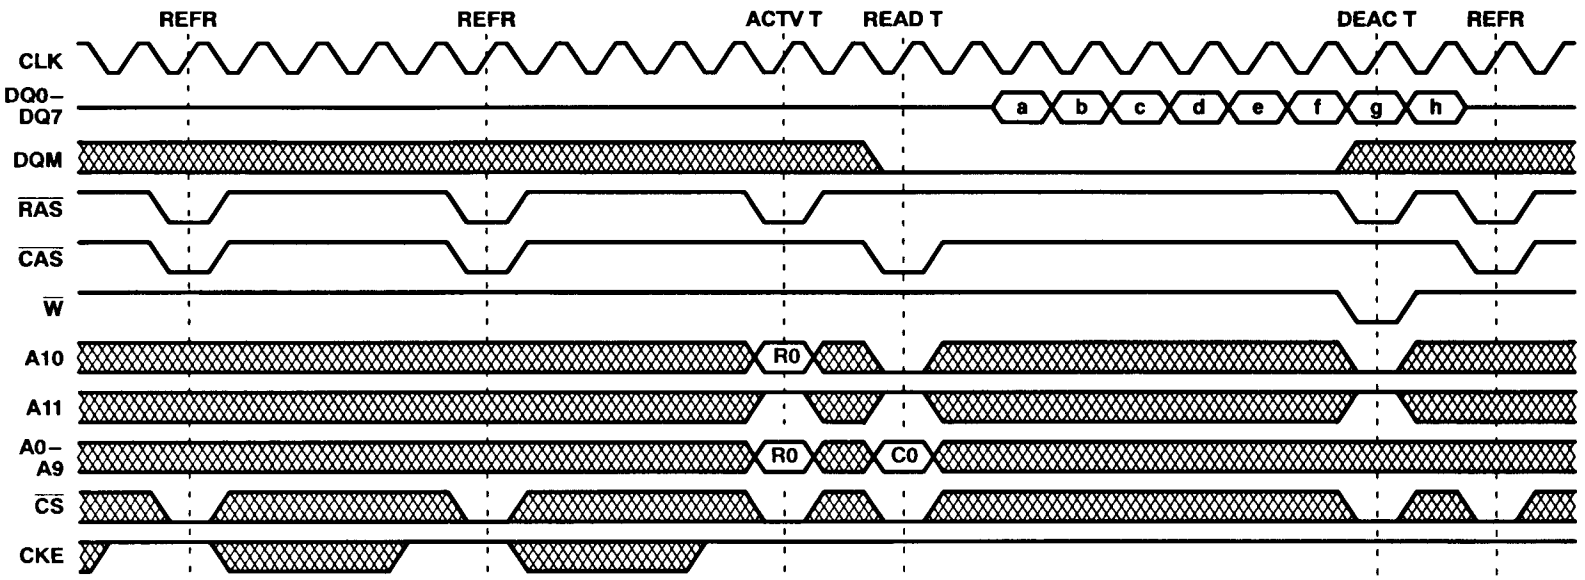 REFR REFR ACTV T READ T DEAC T REFR
CLK
DQ0–
DQ7
a b c d e f g h
DQM
RAS
CAS
W
A10 R0
A11
A0–
A9
R0 C0
CS
CKE